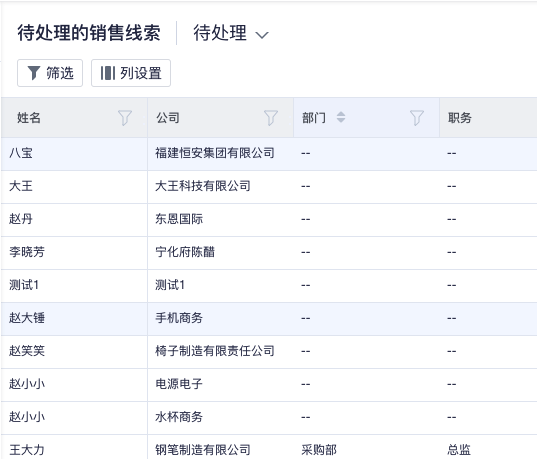 待处理的销售线索 待处理
筛选 列设置
姓名 公司 部门 职务
八宝 福建恒安集团有限公司 -- --
大王 大王科技有限公司 -- --
赵丹 东恩国际 -- --
李晓芳 宁化府陈醋 -- --
测试1 测试1 -- --
赵大锤 手机商务 -- --
赵笑笑 椅子制造有限责任公司 -- --
赵小小 电源电子 -- --
赵小小 水杯商务 -- --
王大力 钢笔制造有限公司 采购部 总监